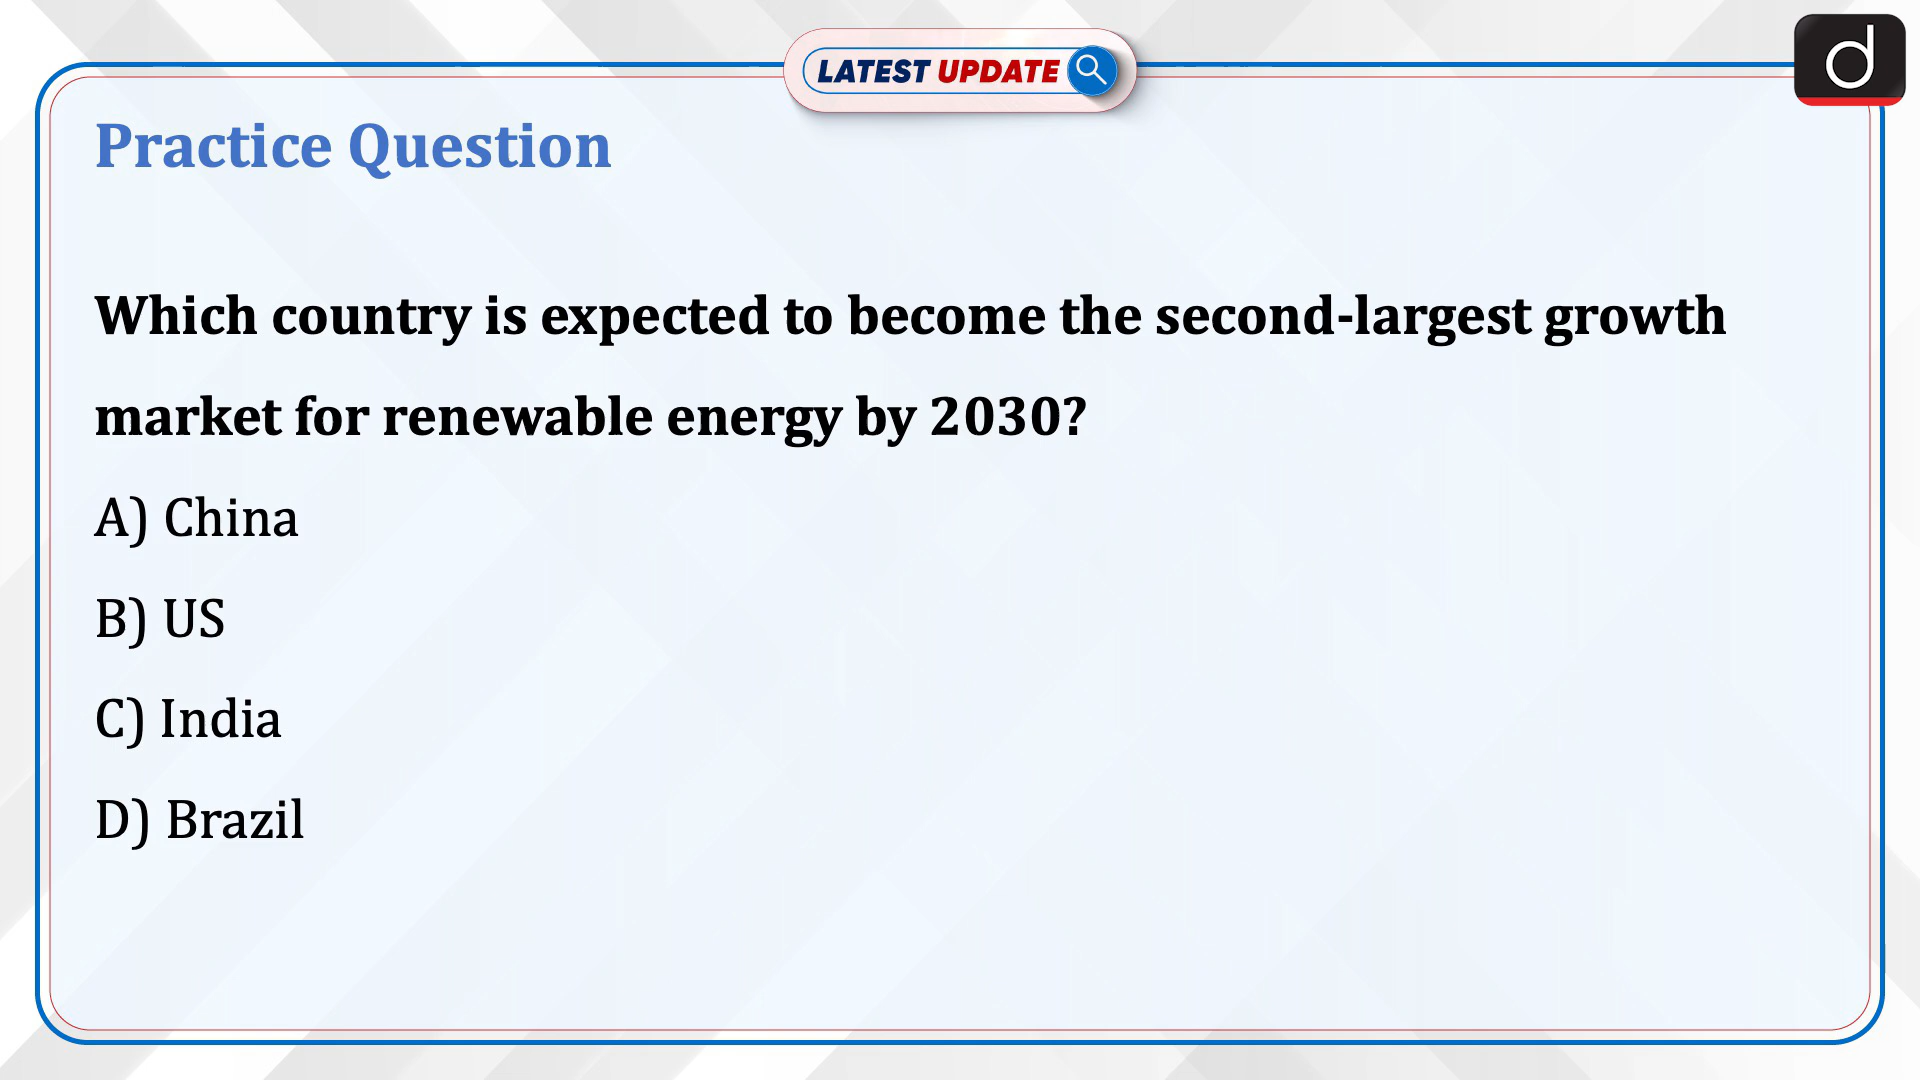 LATEST UPDATE
d
Practice Question
Which country is expected to become the second-largest growth
market for renewable energy by 2030?
A) China
B) US
C) India
D) Brazil